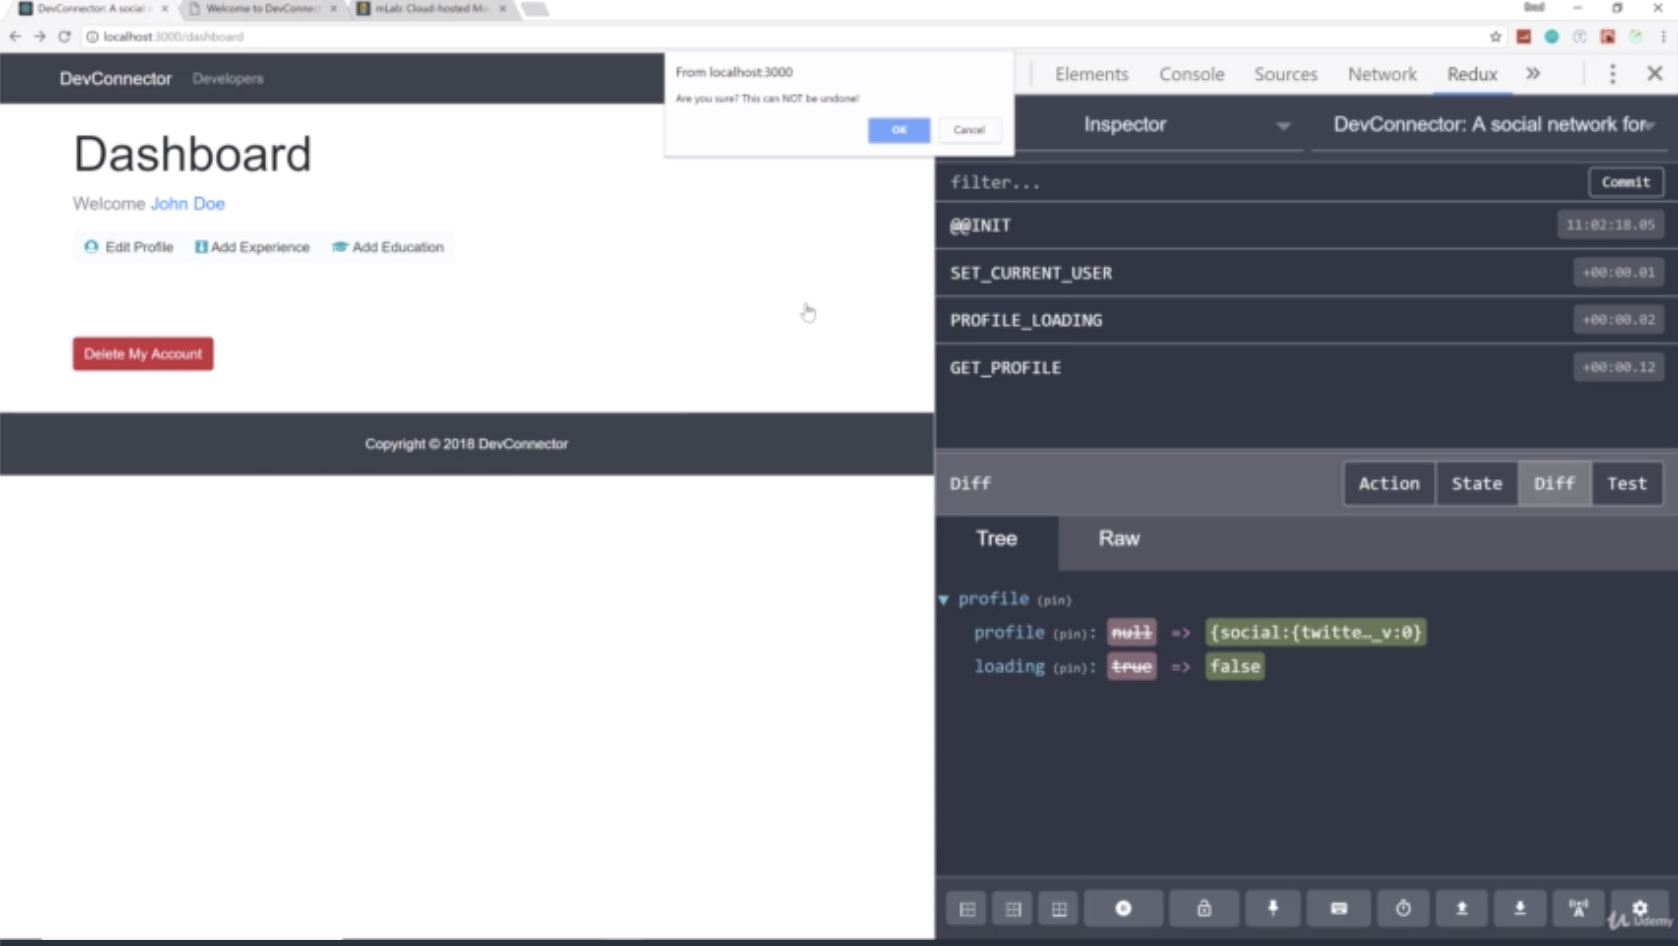 DevConnector: A social n
Welcome to DevConnect
mLab: Cloud-hosted Mo
localhost:3000/dashboard
DevConnector
Developers
From localhost:3000
Are you sure? This can NOT be undone!
OK
Cancel
Elements
Console
Sources
Network
Redux
Dashboard
Welcome John Doe
Edit Profile
Add Experience
Add Education
Delete My Account
Copyright © 2018 DevConnector
Inspector
DevConnector: A social network for
filter...
Commit
@@INIT
11:02:18.05
SET_CURRENT_USER
+00:00.01
PROFILE_LOADING
+00:00.02
GET_PROFILE
+00:00.12
Diff
Action
State
Diff
Test
Tree
Raw
profile (pin)
profile (pin): null => {social:{twitte…_v:0}
loading (pin): true => false
Udemy